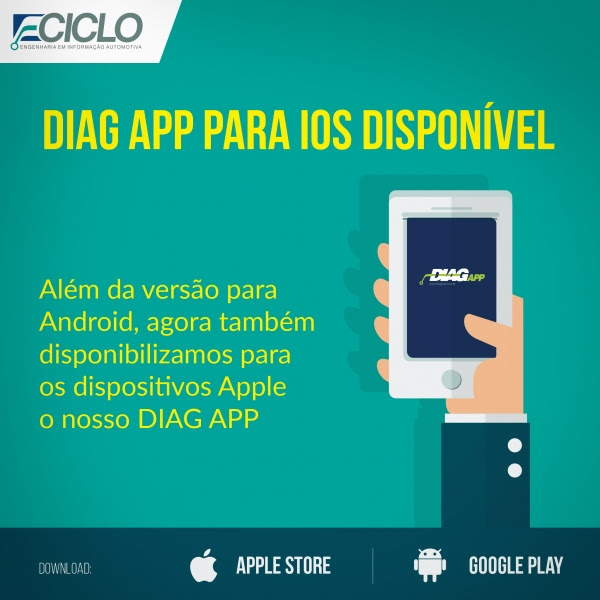 CICLO
ENGENHARIA EM INFORMAÇÃO AUTOMOTIVA
DIAG APP PARA IOS DISPONÍVEL
DIAG APP
Além da versão para
Android, agora também
disponibilizamos para
os dispositivos Apple
o nosso DIAG APP
DOWNLOAD:
APPLE STORE
GOOGLE PLAY